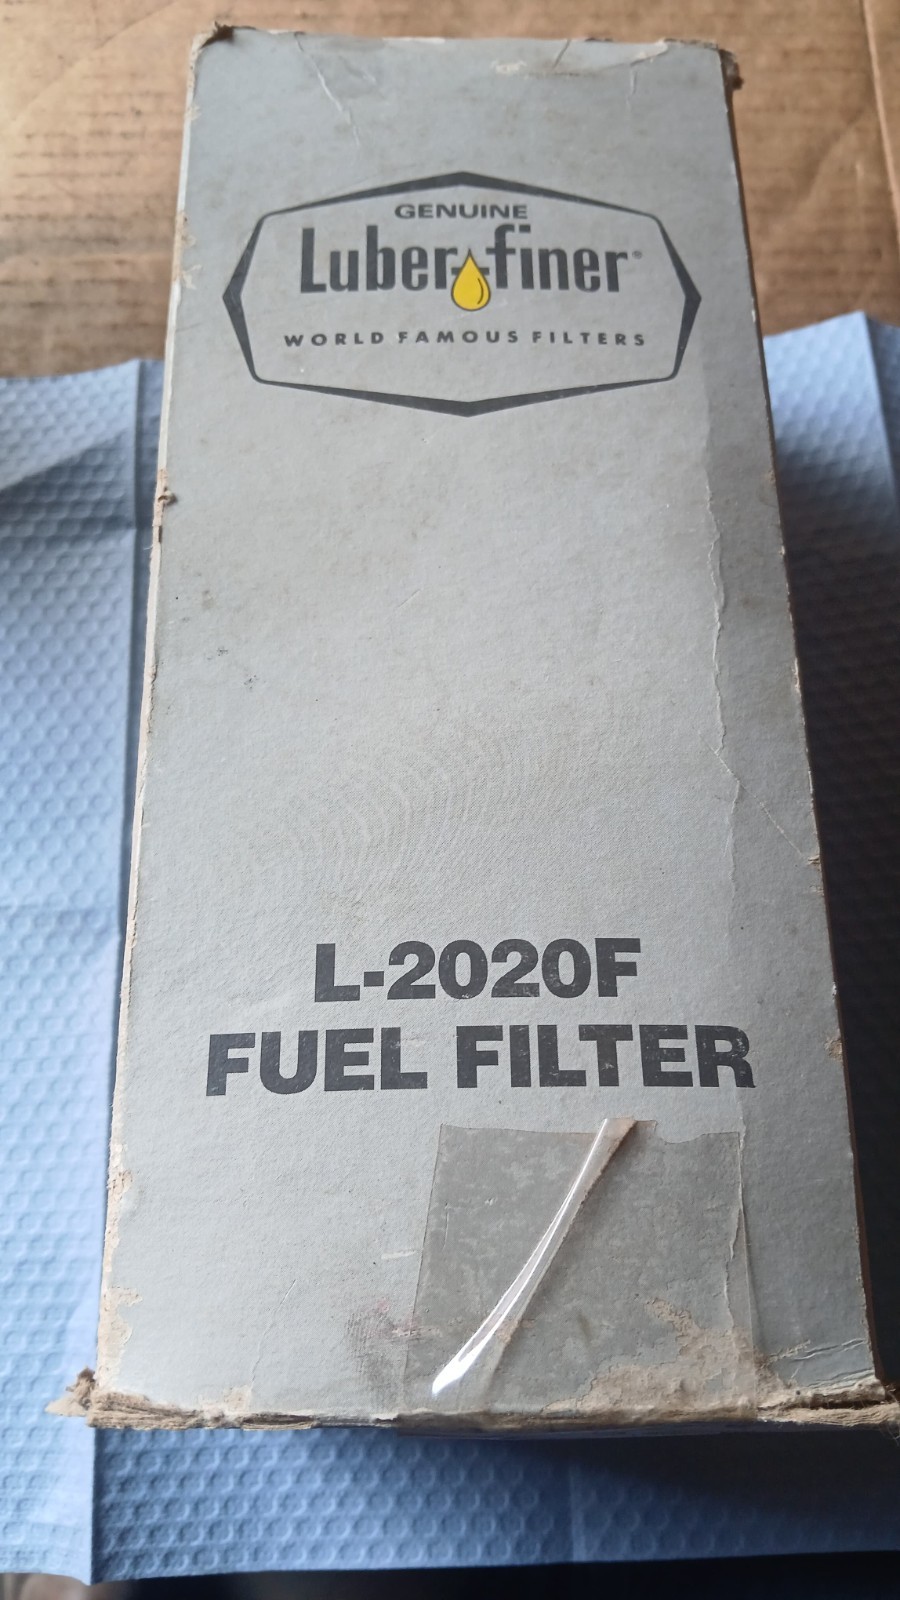 GENUINE
Luber-finer®
WORLD FAMOUS FILTERS
L-2020F
FUEL FILTER